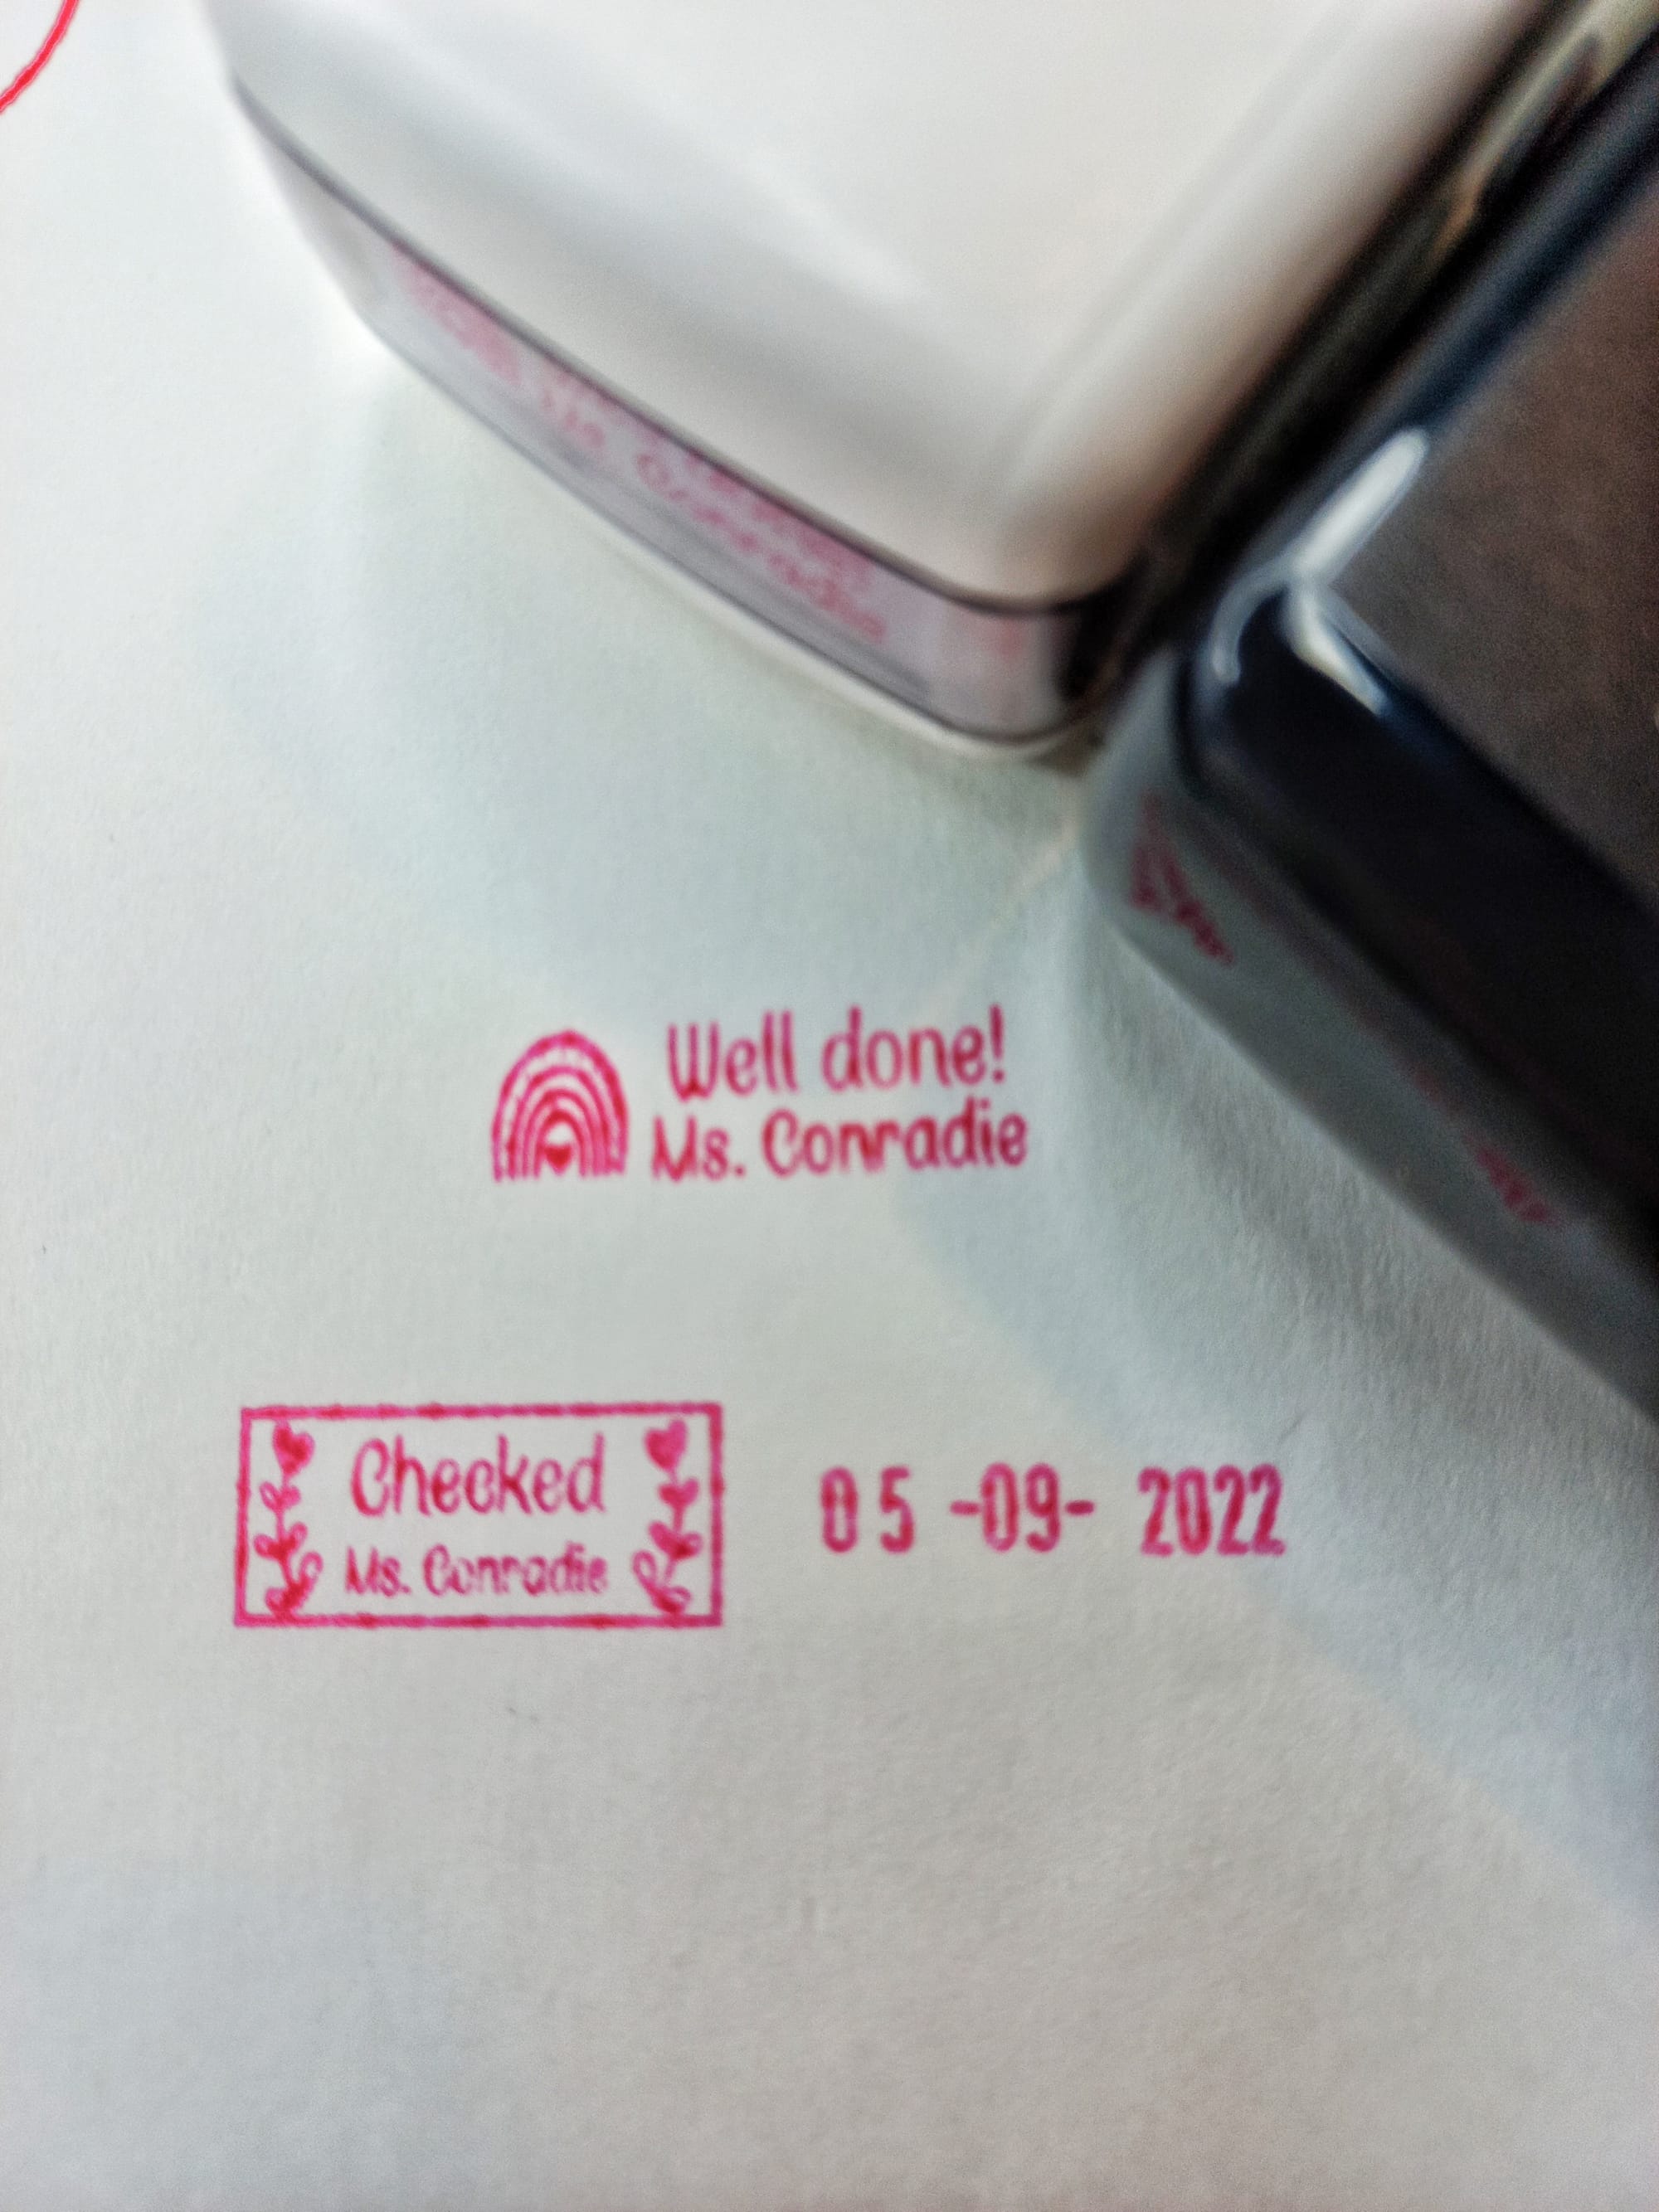 Well done!
Ms. Conradie
Checked
Ms. Conradie
05-09-2022